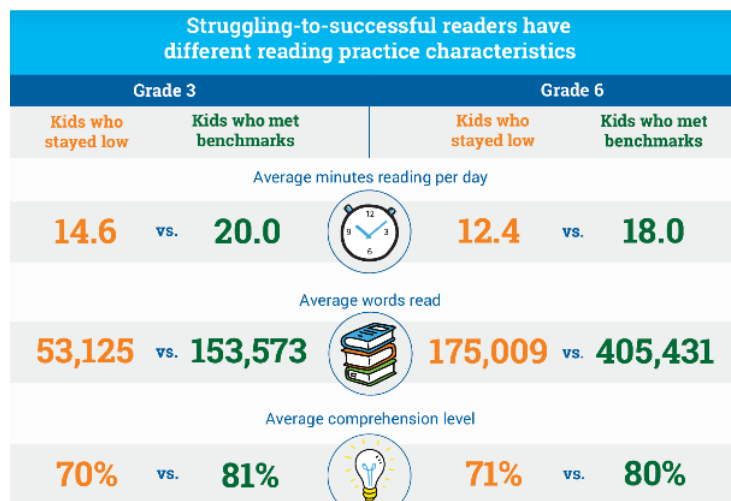 Struggling-to-successful readers have
different reading practice characteristics
Grade 3 Grade 6
Kids who stayed low Kids who met benchmarks Kids who stayed low Kids who met benchmarks
Average minutes reading per day
14.6 vs. 20.0 12 3 6 9 12.4 vs. 18.0
Average words read
53,125 vs. 153,573 175,009 vs. 405,431
Average comprehension level
70% vs. 81% 71% vs. 80%